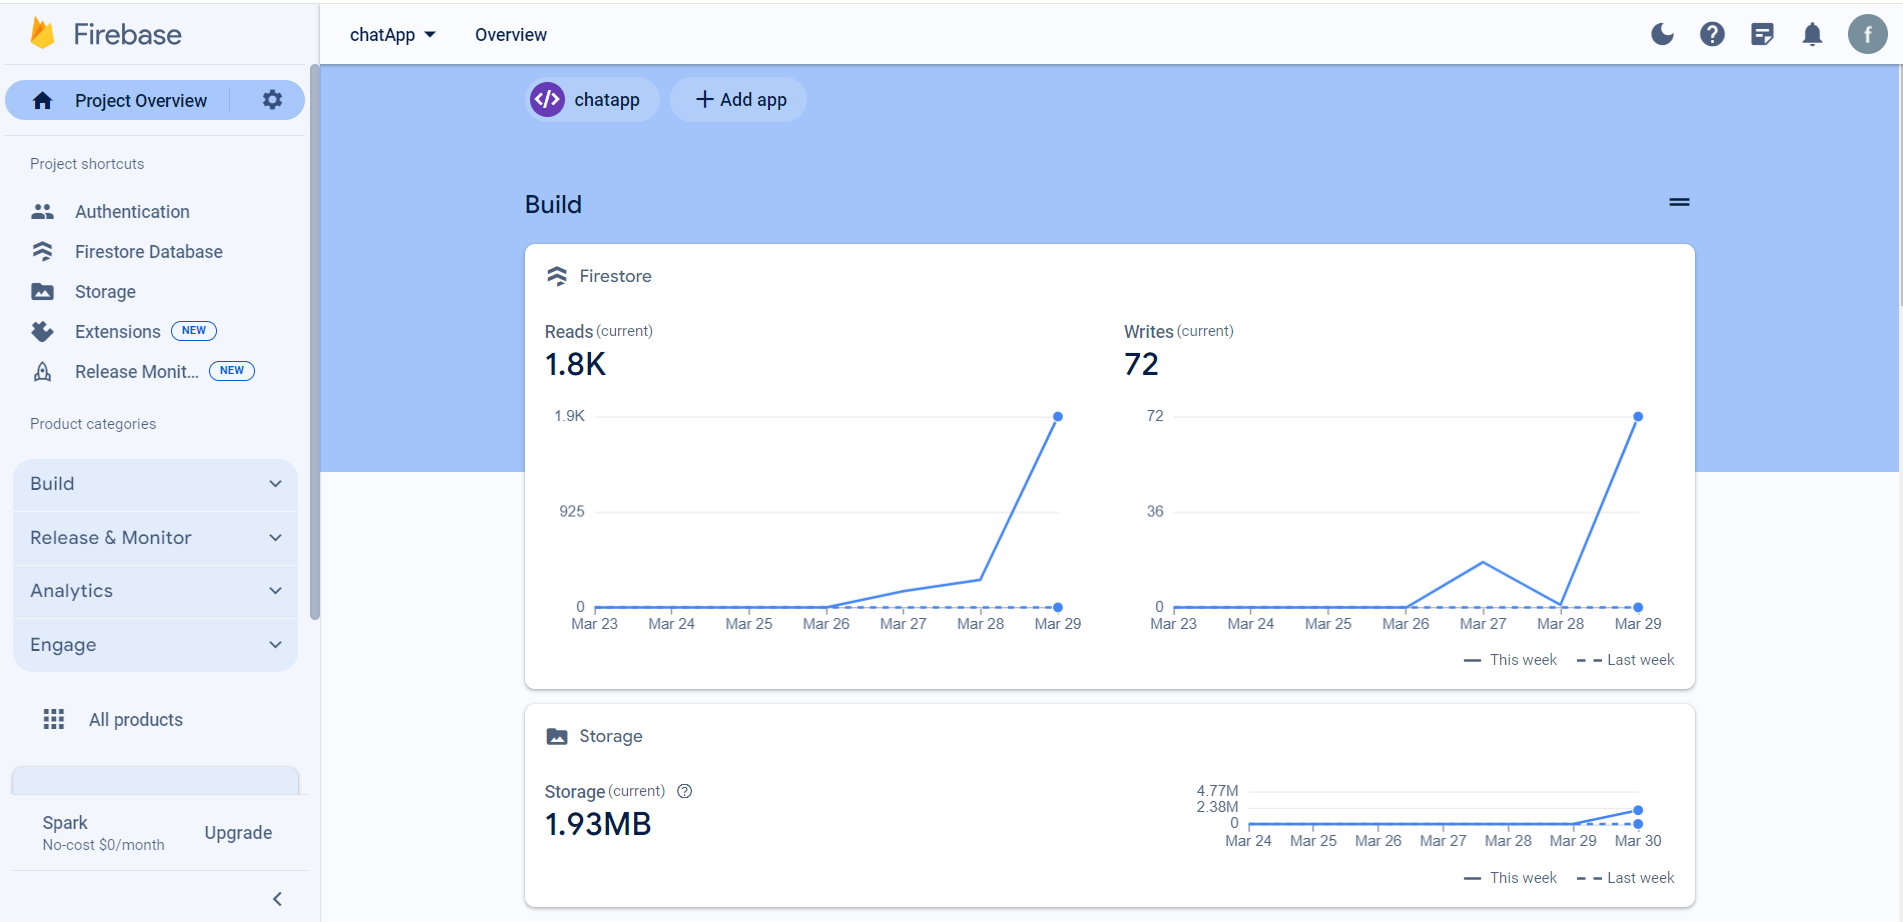 Firebase
chatApp
Overview
f
Project Overview
chatapp
Add app
Project shortcuts
Authentication
Firestore Database
Storage
Extensions NEW
Release Monit... NEW
Product categories
Build
Release & Monitor
Analytics
Engage
All products
Spark
No-cost $0/month
Upgrade
Build
Firestore
Reads (current)
1.8K
1.9K
925
0
Mar 23 Mar 24 Mar 25 Mar 26 Mar 27 Mar 28 Mar 29
Writes (current)
72
72
36
0
Mar 23 Mar 24 Mar 25 Mar 26 Mar 27 Mar 28 Mar 29
This week Last week
Storage
Storage (current)
1.93MB
4.77M
2.38M
0
Mar 24 Mar 25 Mar 26 Mar 27 Mar 28 Mar 29 Mar 30
This week Last week